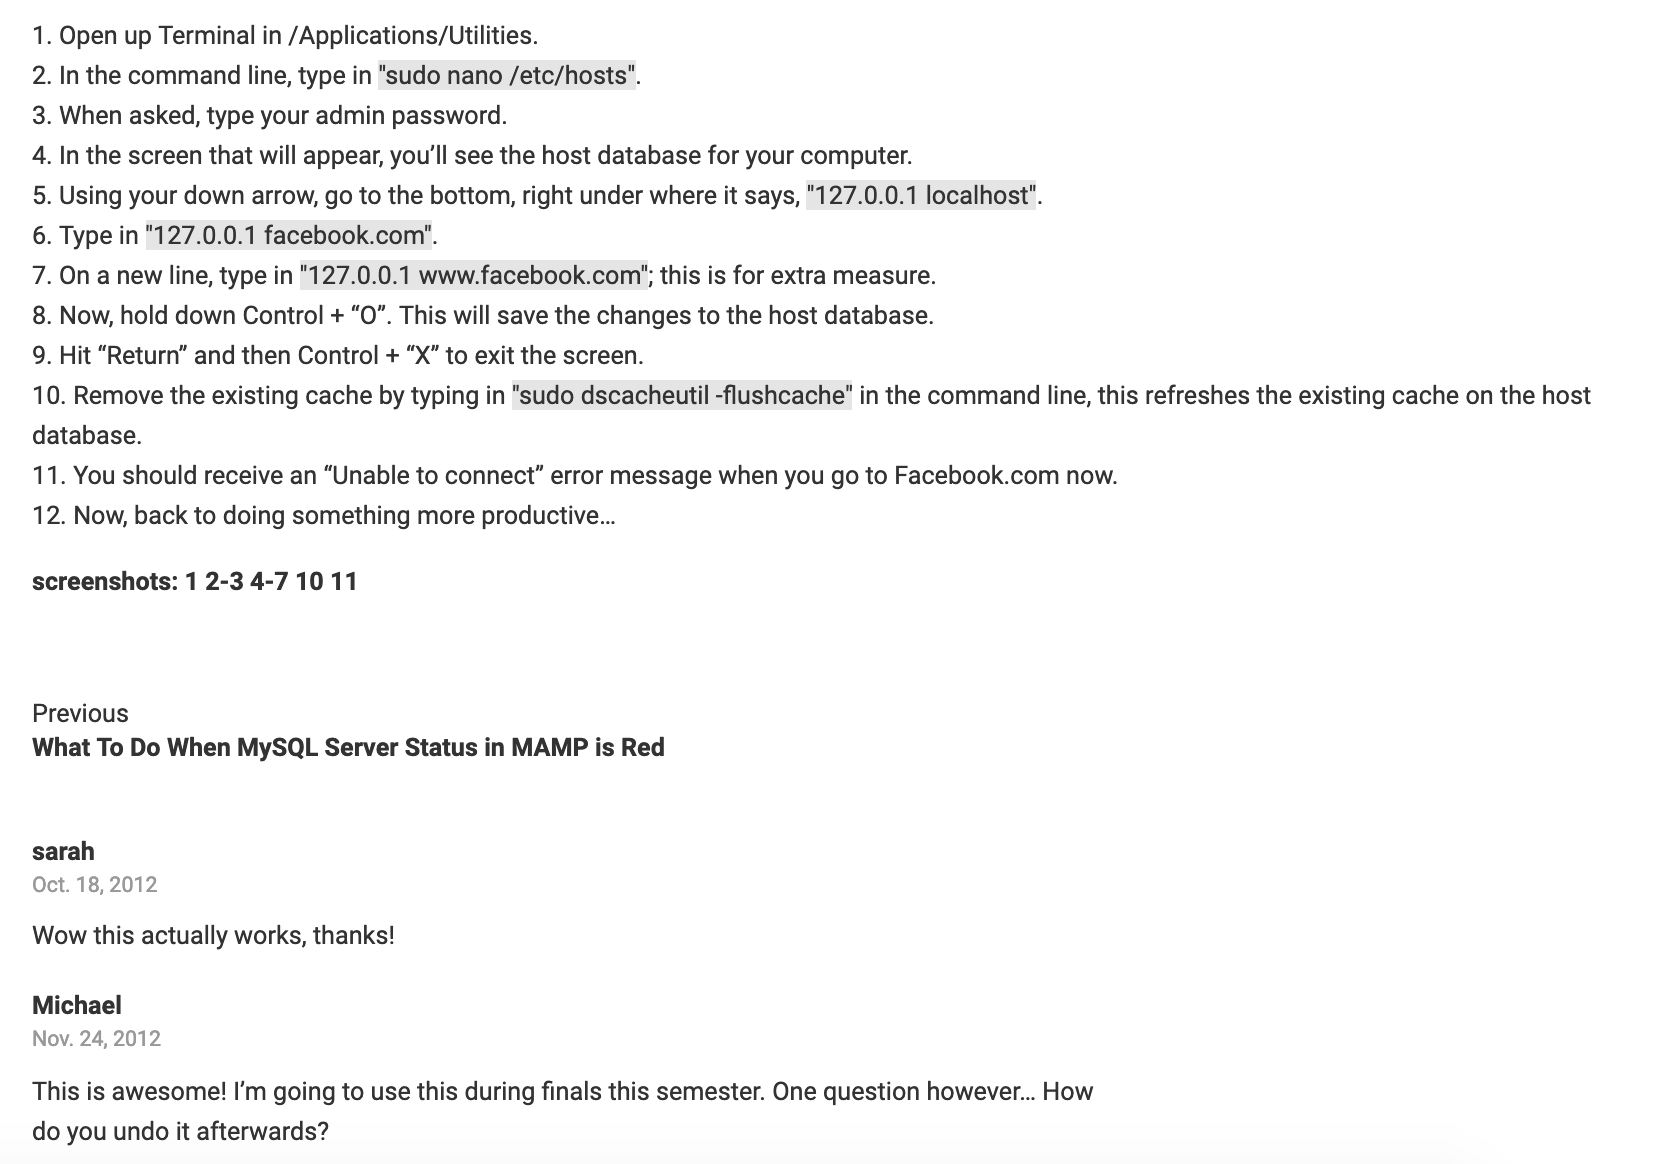 1. Open up Terminal in /Applications/Utilities.
2. In the command line, type in "sudo nano /etc/hosts".
3. When asked, type your admin password.
4. In the screen that will appear, you’ll see the host database for your computer.
5. Using your down arrow, go to the bottom, right under where it says, "127.0.0.1 localhost".
6. Type in "127.0.0.1 facebook.com".
7. On a new line, type in "127.0.0.1 www.facebook.com"; this is for extra measure.
8. Now, hold down Control + “O”. This will save the changes to the host database.
9. Hit “Return” and then Control + “X” to exit the screen.
10. Remove the existing cache by typing in "sudo dscacheutil -flushcache" in the command line, this refreshes the existing cache on the host
database.
11. You should receive an “Unable to connect” error message when you go to Facebook.com now.
12. Now, back to doing something more productive…
screenshots: 1 2-3 4-7 10 11
Previous
What To Do When MySQL Server Status in MAMP is Red
sarah
Oct. 18, 2012
Wow this actually works, thanks!
Michael
Nov. 24, 2012
This is awesome! I’m going to use this during finals this semester. One question however… How
do you undo it afterwards?